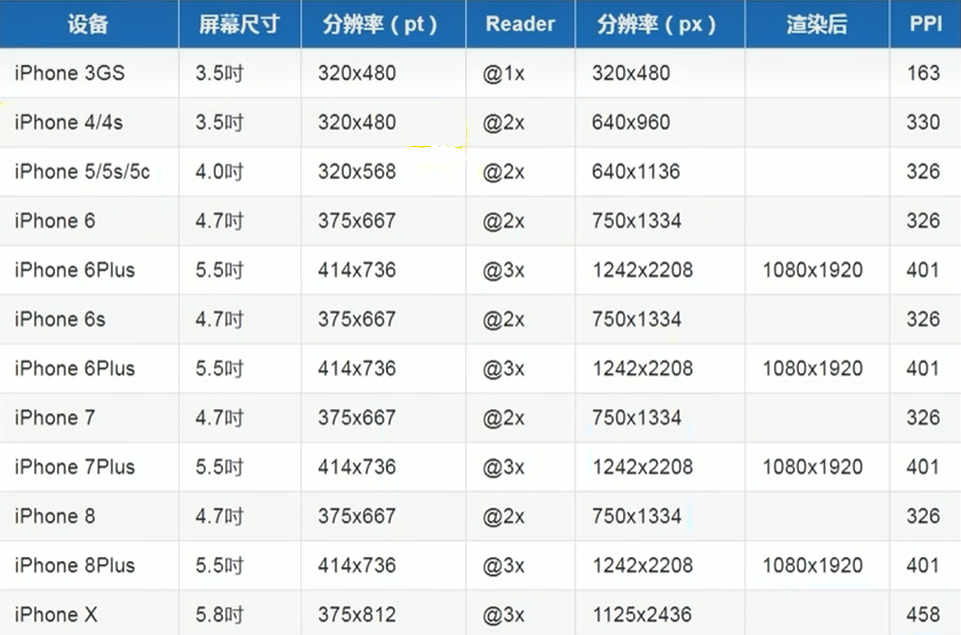 设备 屏幕尺寸 分辨率（pt） Reader 分辨率（px） 渲染后 PPI
iPhone 3GS 3.5吋 320x480 @1x 320x480 163
iPhone 4/4s 3.5吋 320x480 @2x 640x960 330
iPhone 5/5s/5c 4.0吋 320x568 @2x 640x1136 326
iPhone 6 4.7吋 375x667 @2x 750x1334 326
iPhone 6Plus 5.5吋 414x736 @3x 1242x2208 1080x1920 401
iPhone 6s 4.7吋 375x667 @2x 750x1334 326
iPhone 6Plus 5.5吋 414x736 @3x 1242x2208 1080x1920 401
iPhone 7 4.7吋 375x667 @2x 750x1334 326
iPhone 7Plus 5.5吋 414x736 @3x 1242x2208 1080x1920 401
iPhone 8 4.7吋 375x667 @2x 750x1334 326
iPhone 8Plus 5.5吋 414x736 @3x 1242x2208 1080x1920 401
iPhone X 5.8吋 375x812 @3x 1125x2436 458